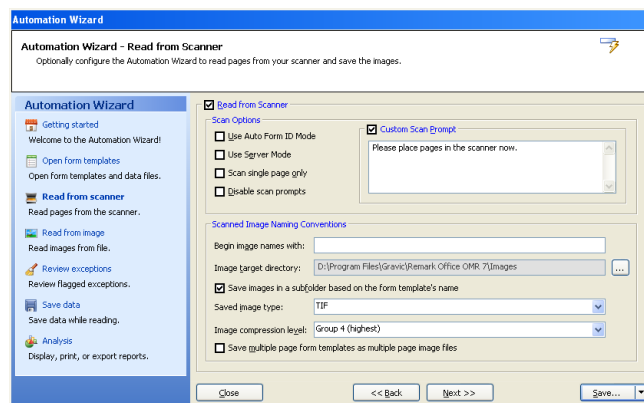 Automation Wizard
Automation Wizard - Read from Scanner
Optionally configure the Automation Wizard to read pages from your scanner and save the images.
Automation Wizard
Getting started
Welcome to the Automation Wizard!
Open form templates
Open form templates and data files.
Read from scanner
Read pages from the scanner.
Read from image
Read images from file.
Review exceptions
Review flagged exceptions.
Save data
Save data while reading.
Analysis
Display, print, or export reports.
Read from Scanner
Scan Options
Use Auto Form ID Mode
Use Server Mode
Scan single page only
Disable scan prompts
Custom Scan Prompt
Please place pages in the scanner now.
Scanned Image Naming Conventions
Begin image names with:
Image target directory: D:\Program Files\Gravic\Remark Office OMR 7\Images ...
Save images in a subfolder based on the form template's name
Saved image type: TIF
Image compression level: Group 4 (highest)
Save multiple page form templates as multiple page image files
Close << Back Next >> Save...